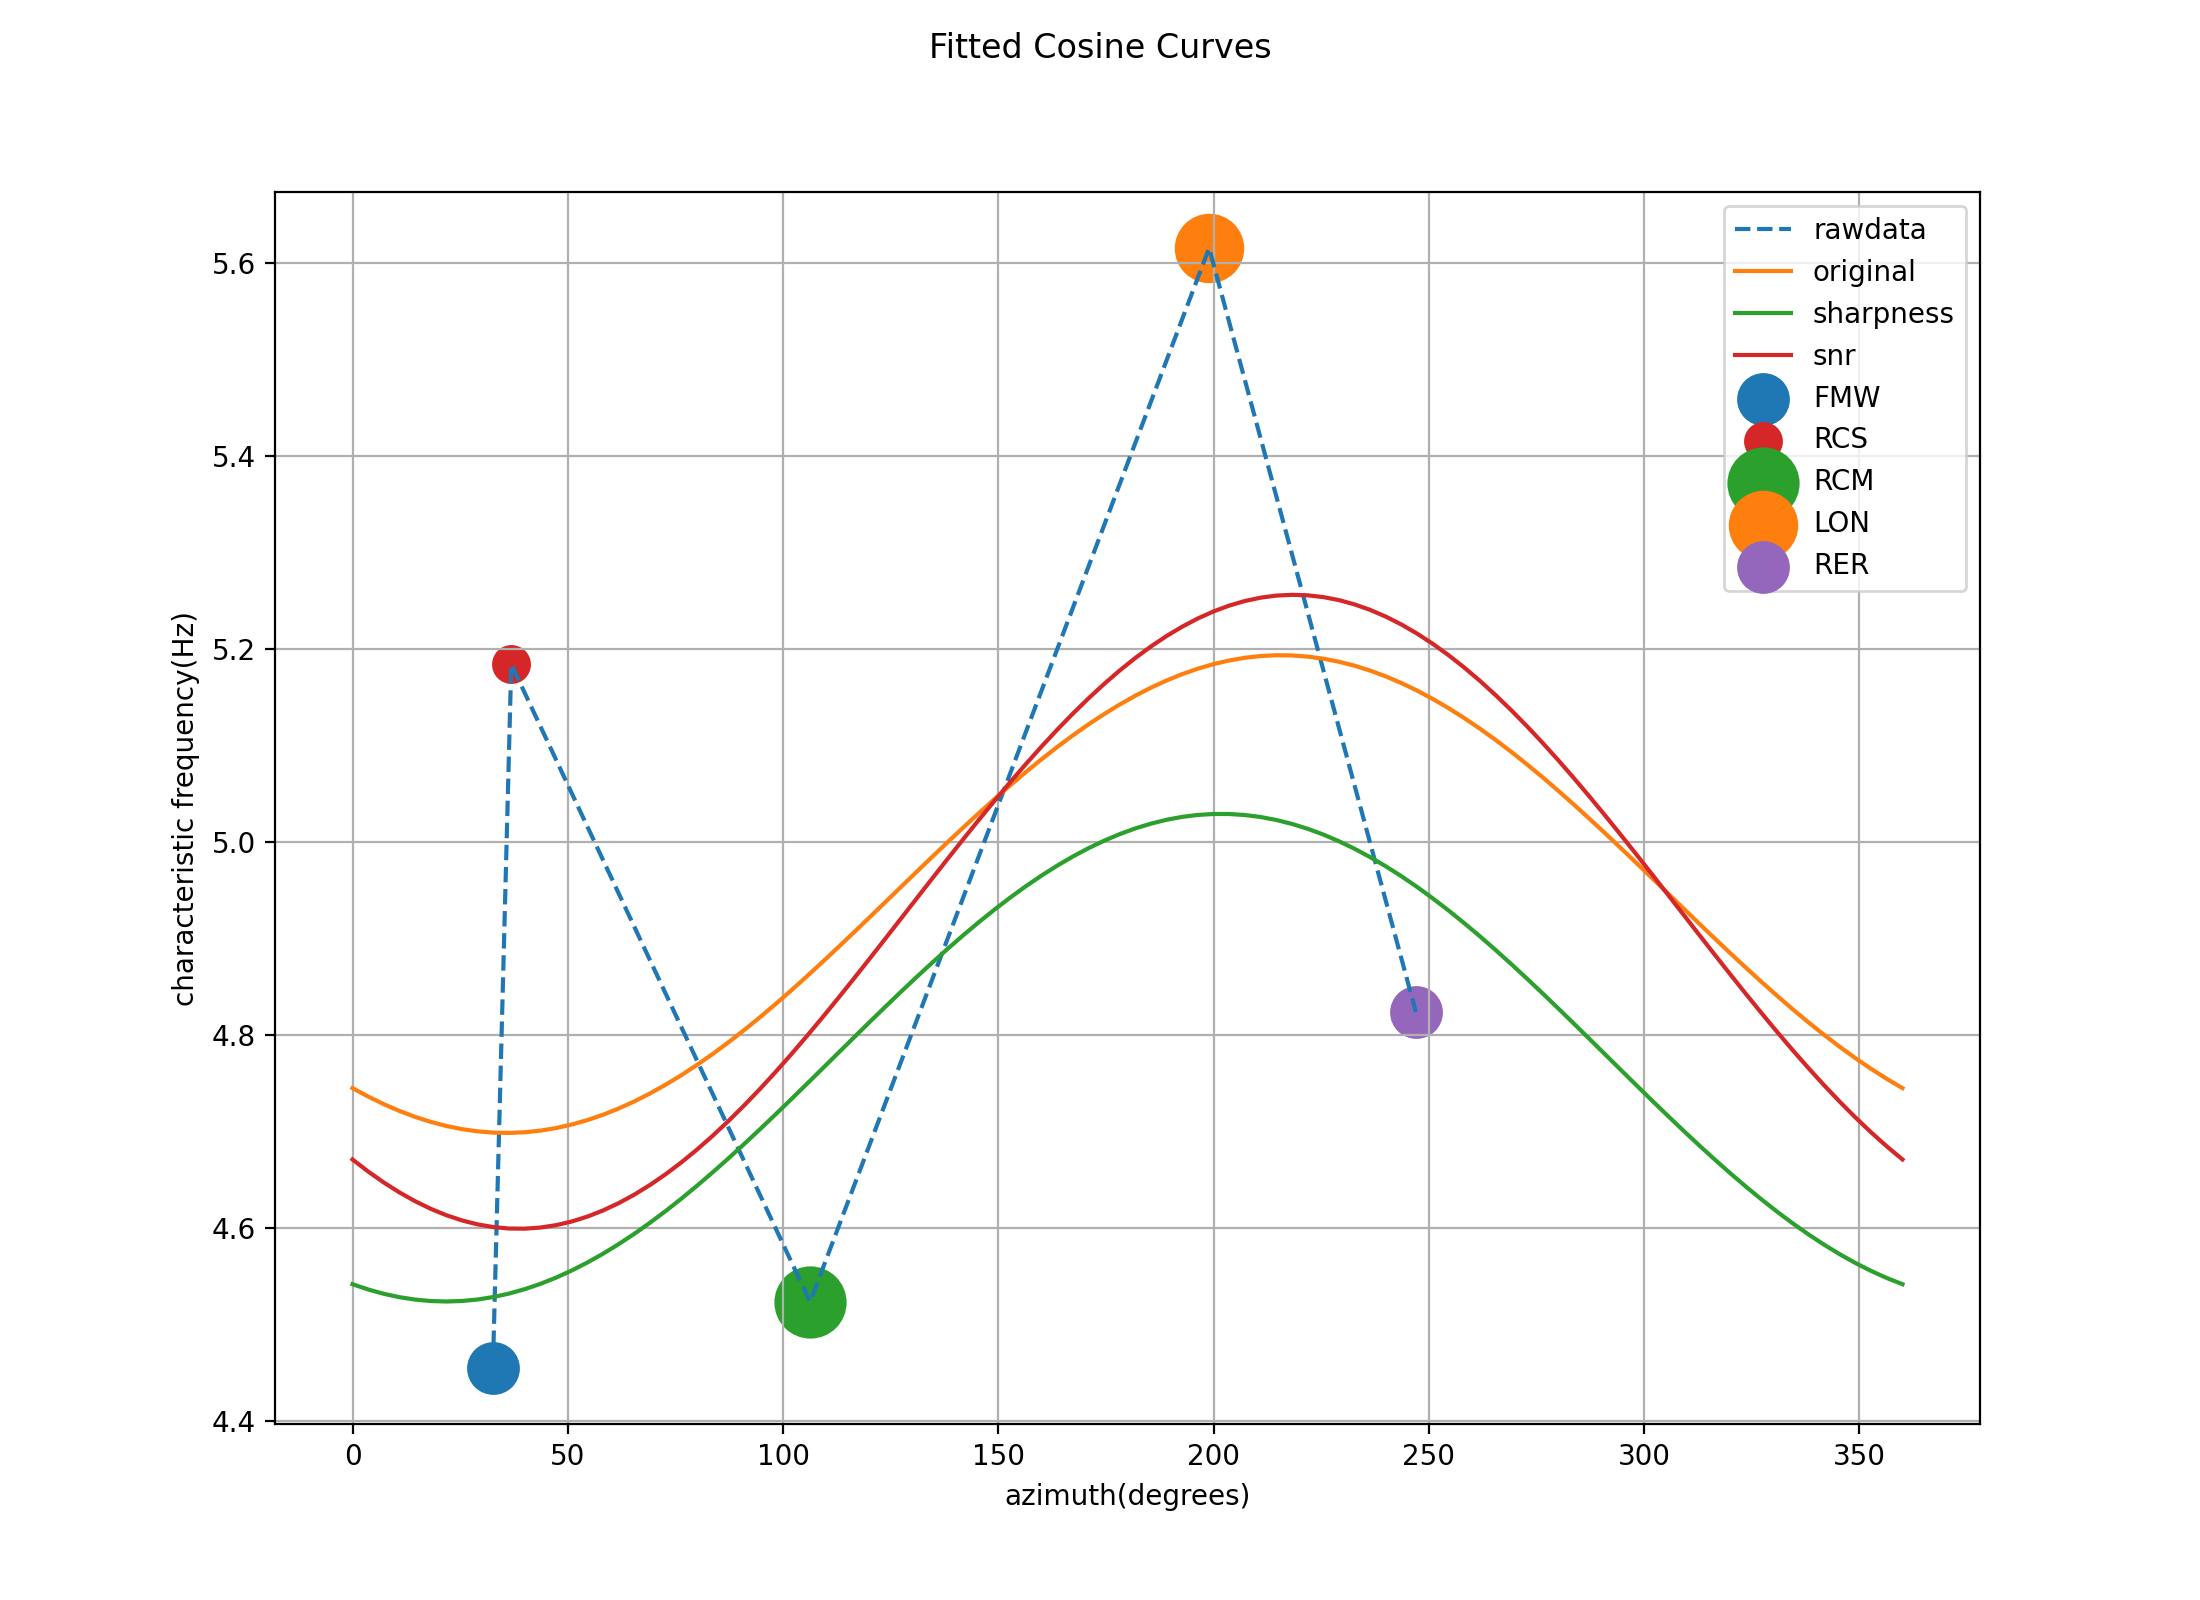 Fitted Cosine Curves
rawdata
original
sharpness
snr
FMW
RCS
RCM
LON
RER
characteristic frequency(Hz)
5.6
5.4
5.2
5.0
4.8
4.6
4.4
0 50 100 150 200 250 300 350
azimuth(degrees)